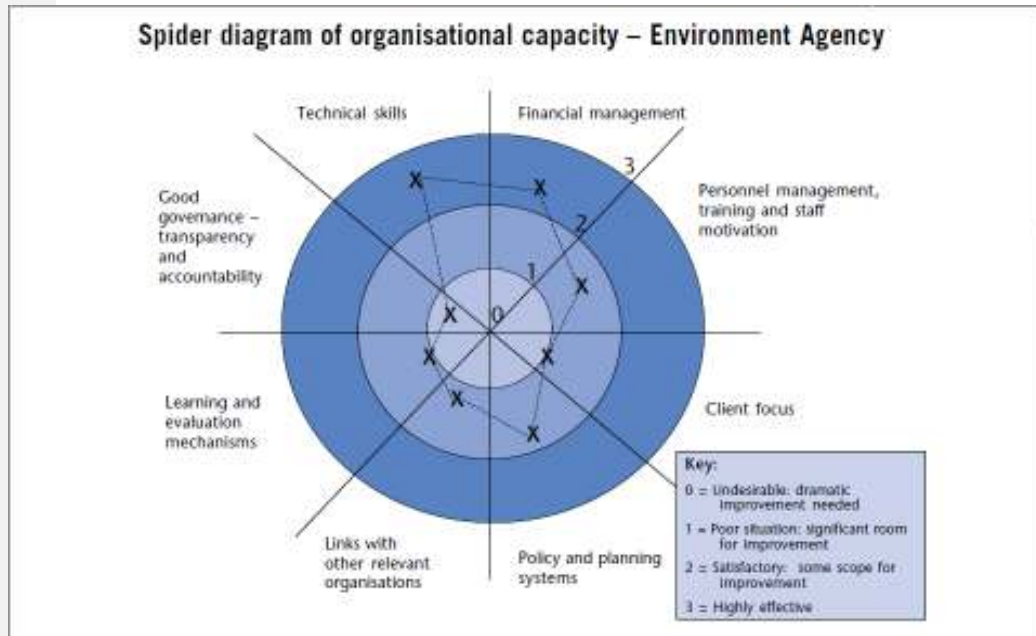 Spider diagram of organisational capacity – Environment Agency
Technical skills
Financial management
3
Good
governance –
transparency
and
accountability
Personnel management,
training and staff
motivation
X
X
2
1
X
X
0
X
X
X
X
Learning and
evaluation
mechanisms
Client focus
Links with
other relevant
organisations
Policy and planning
systems
Key:
0 = Undesirable: dramatic
improvement needed
1 = Poor situation: significant room
for improvement
2 = Satisfactory: some scope for
improvement
3 = Highly effective